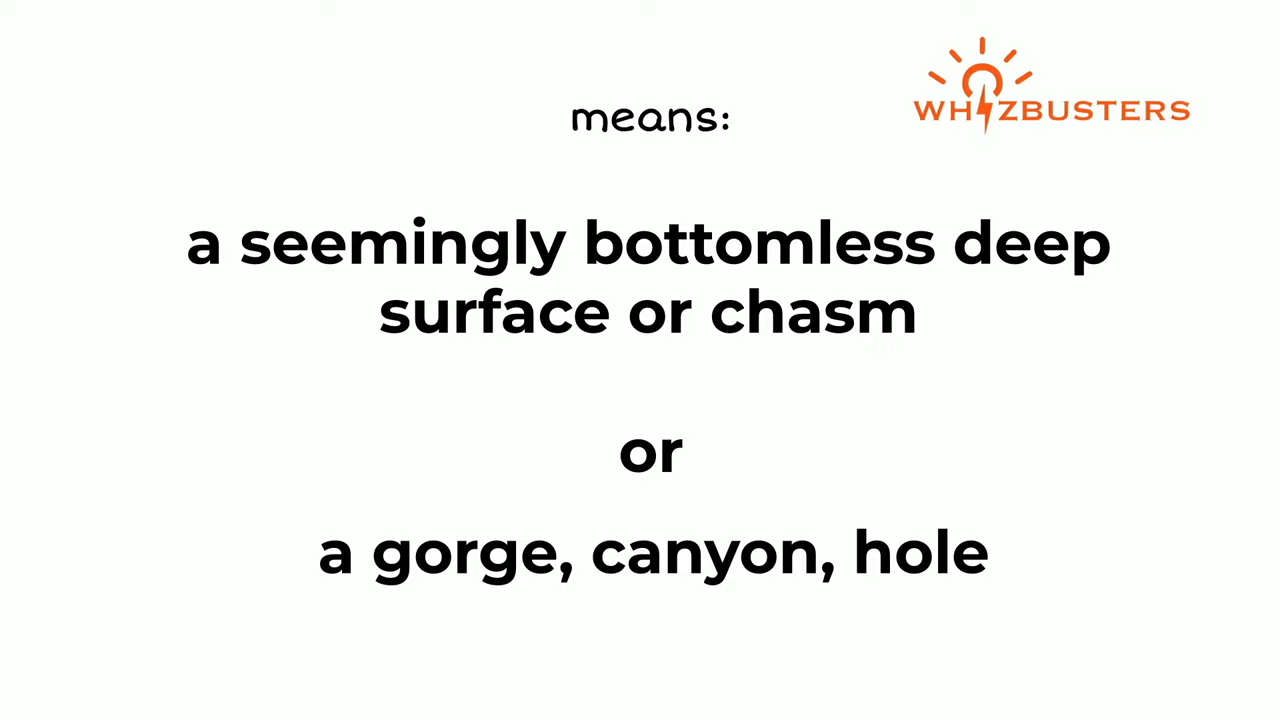 means:
WHIZBUSTERS
a seemingly bottomless deep
surface or chasm
or
a gorge, canyon, hole